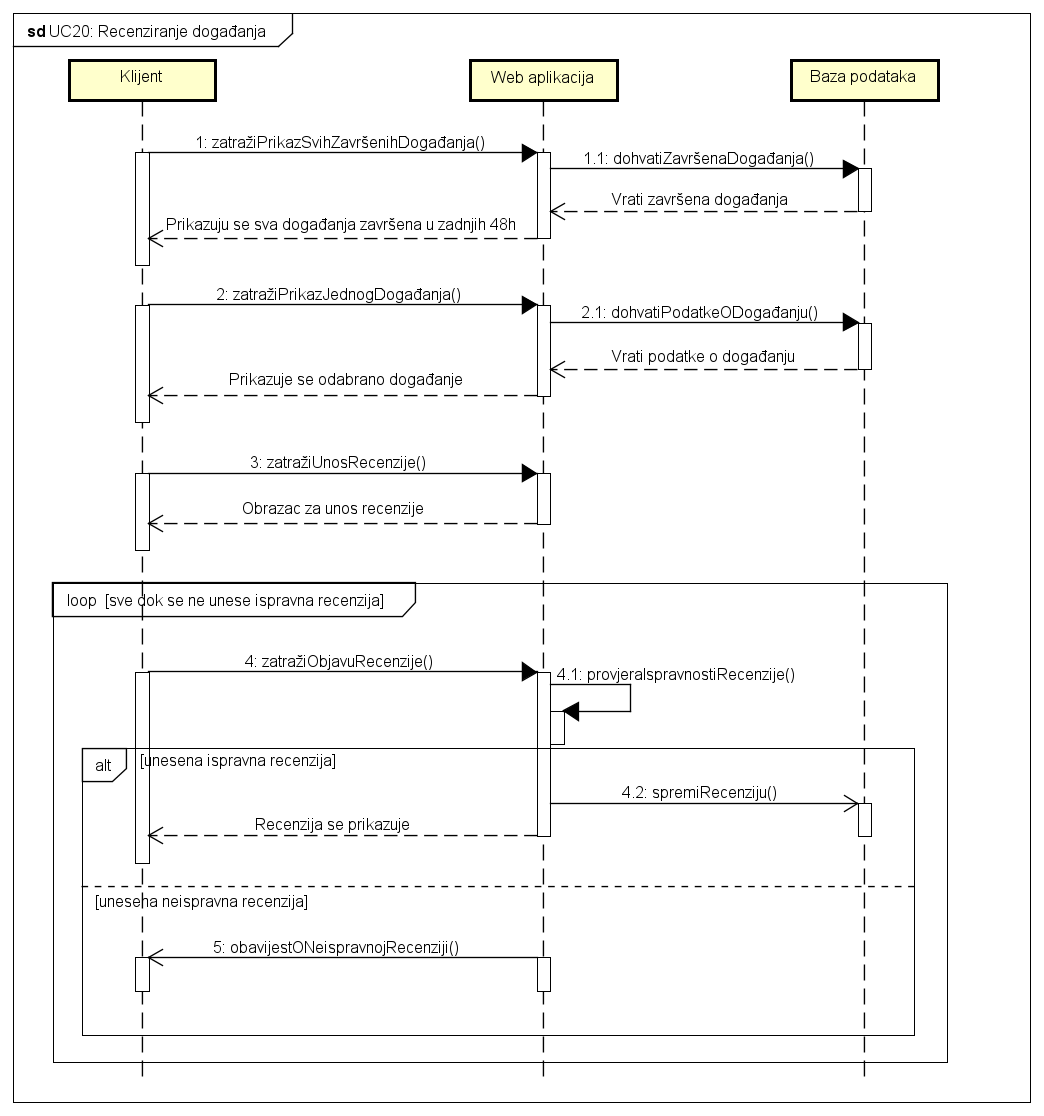 sd UC20: Recenziranje događanja
Klijent
Web aplikacija
Baza podataka
1: zatražiPrikazSvihZavršenihDogađanja()
1.1: dohvatiZavršenaDogađanja()
Vrati završena događanja
Prikazuju se sva događanja završena u zadnjih 48h
2: zatražiPrikazJednogDogađanja()
2.1: dohvatiPodatkeODogađanju()
Vrati podatke o događanju
Prikazuje se odabrano događanje
3: zatražiUnosRecenzije()
Obrazac za unos recenzije
loop [sve dok se ne unese ispravna recenzija]
4: zatražiObjavuRecenzije()
4.1: provjeraIspravnostiRecenzije()
alt
[unesena ispravna recenzija]
4.2: spremiRecenziju()
Recenzija se prikazuje
[unesena neispravna recenzija]
5: obavijestONeispravnojRecenziji()